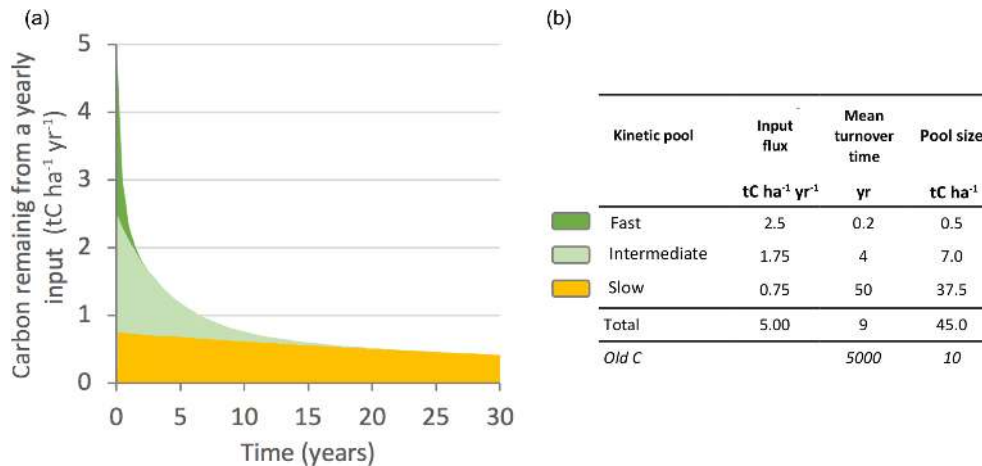 (a)
Carbon remainig from a yearly
input (tC ha⁻¹ yr⁻¹)
5
4
3
2
1
0
0 5 10 15 20 25 30
Time (years)
(b)
Kinetic pool Input flux Mean turnover time Pool size
tC ha⁻¹ yr⁻¹ yr tC ha⁻¹
Fast 2.5 0.2 0.5
Intermediate 1.75 4 7.0
Slow 0.75 50 37.5
Total 5.00 9 45.0
Old C 5000 10